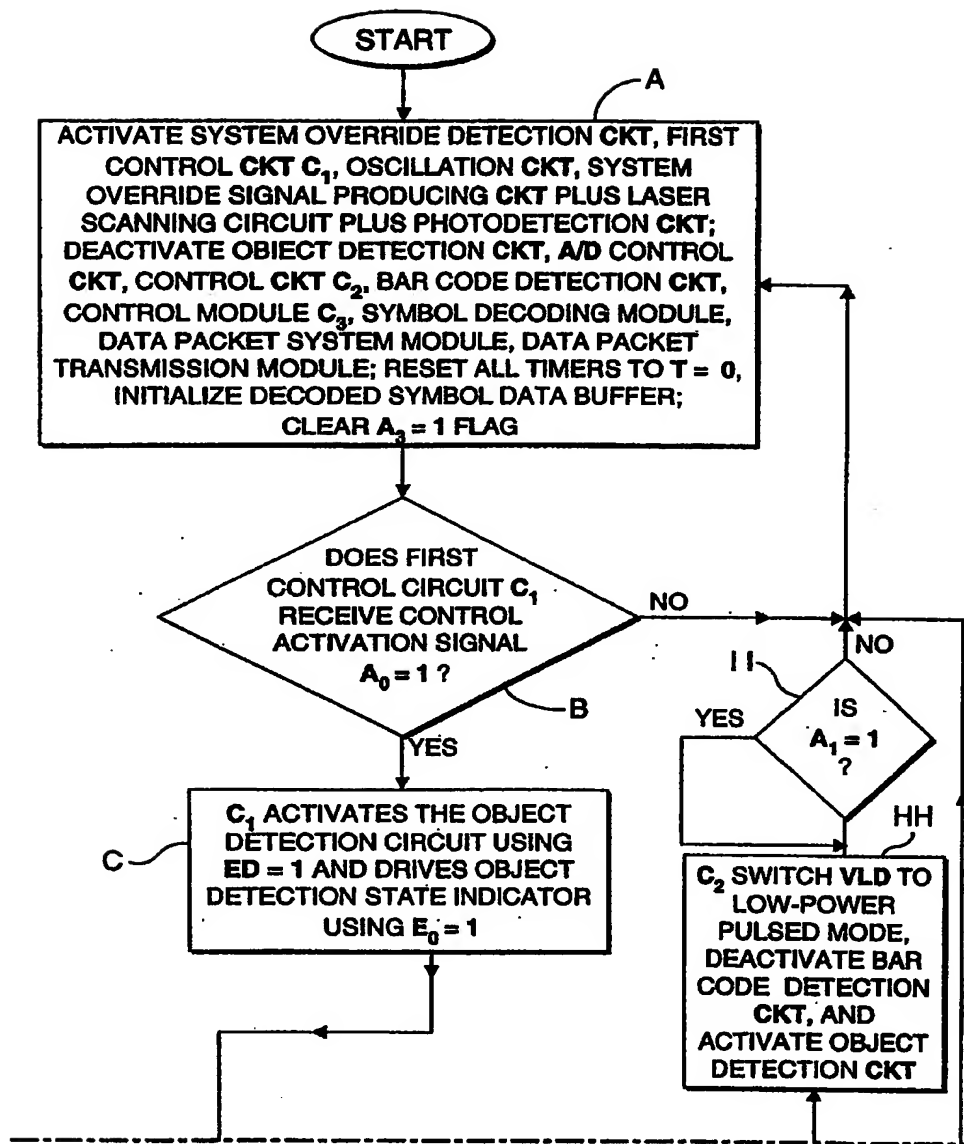 START
A
ACTIVATE SYSTEM OVERRIDE DETECTION CKT, FIRST
CONTROL CKT C₁, OSCILLATION CKT, SYSTEM
OVERRIDE SIGNAL PRODUCING CKT PLUS LASER
SCANNING CIRCUIT PLUS PHOTODETECTION CKT;
DEACTIVATE OBIECT DETECTION CKT, A/D CONTROL
CKT, CONTROL CKT C₂, BAR CODE DETECTION CKT,
CONTROL MODULE C₃, SYMBOL DECODING MODULE,
DATA PACKET SYSTEM MODULE, DATA PACKET
TRANSMISSION MODULE; RESET ALL TIMERS TO T = 0,
INITIALIZE DECODED SYMBOL DATA BUFFER;
CLEAR A₃ = 1 FLAG
DOES FIRST
CONTROL CIRCUIT C₁
RECEIVE CONTROL
ACTIVATION SIGNAL
A₀ = 1 ?
NO
B
YES
NO
II
YES
IS
A₁ = 1
?
C
C₁ ACTIVATES THE OBJECT
DETECTION CIRCUIT USING
ED = 1 AND DRIVES OBJECT
DETECTION STATE INDICATOR
USING E₀ = 1
HH
C₂ SWITCH VLD TO
LOW-POWER
PULSED MODE,
DEACTIVATE BAR
CODE DETECTION
CKT, AND
ACTIVATE OBJECT
DETECTION CKT